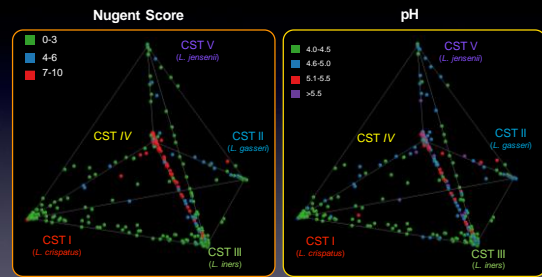 Nugent Score
0-3
4-6
7-10
CST V
(L. jensenii)
CST IV
CST II
(L. gasseri)
CST I
(L. crispatus)
CST III
(L. iners)
pH
4.0-4.5
4.6-5.0
5.1-5.5
>5.5
CST V
(L. jensenii)
CST IV
CST II
(L. gasseri)
CST I
(L. crispatus)
CST III
(L. iners)